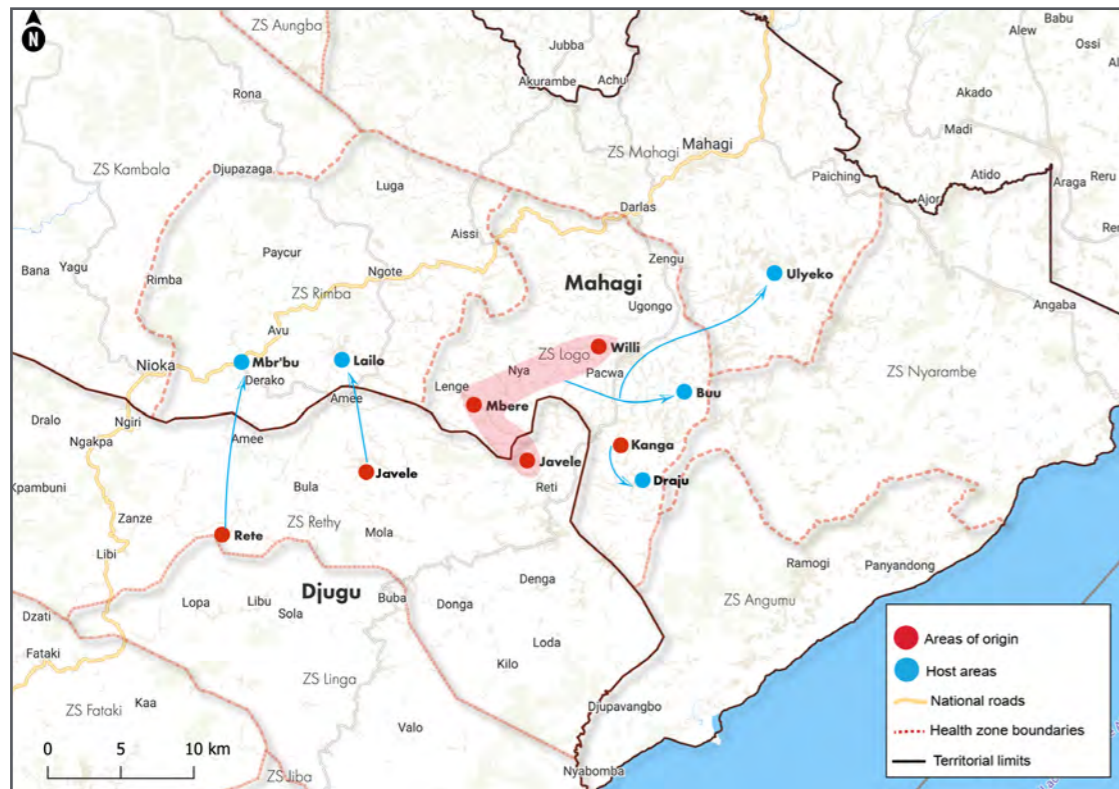 N
ZS Aungba
Jubba
Akurambe
Achu
Babu
Alew
Ossi
Al
Rona
Akado
Madi
ZS Kambala
Djupazaga
ZS Mahagi
Mahagi
Luga
Paiching
Atido
Araga
Reru
Ajor
Darlas
Aissi
Re
Bana
Yagu
Rimba
Paycur
Ngote
Zengu
Mahagi
Ulyeko
ZS Rimba
Ugongo
Angaba
Avu
Nioka
Mbr'bu
Lailo
Willi
ZS Logo
Derako
Nya
Pacwa
Lenge
ZS Nyarambe
Amee
Buu
Mbere
Dralo
Ngiri
Ngakpa
Amee
Kanga
Javele
Javele
Draju
Kpambuni
Bula
Reti
Zanze
ZS Rethy
Mola
Rete
Libi
Ramogi
Panyandong
Denga
Djugu
Buba
Donga
ZS Angumu
Lopa
Libu
Sola
Dzati
Loda
Fataki
Kilo
ZS Linga
Kaa
ZS Fataki
Djupavangbo
Valo
ZS Jiba
Nyabomba
Areas of origin
Host areas
National roads
Health zone boundaries
Territorial limits
0 5 10 km